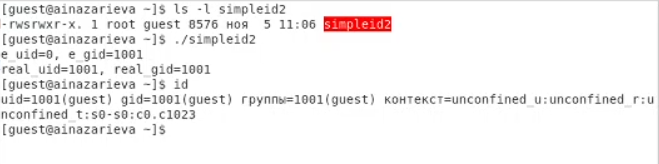 [guest@ainazarieva ~]$ ls -l simpleid2
-rwsrwxr-x. 1 root guest 8576 ноя  5 11:06 simpleid2
[guest@ainazarieva ~]$ ./simpleid2
e_uid=0, e_gid=1001
real_uid=1001, real_gid=1001
[guest@ainazarieva ~]$ id
uid=1001(guest) gid=1001(guest) группы=1001(guest) контекст=unconfined_u:unconfined_r:u
nconfined_t:s0-s0:c0.c1023
[guest@ainazarieva ~]$